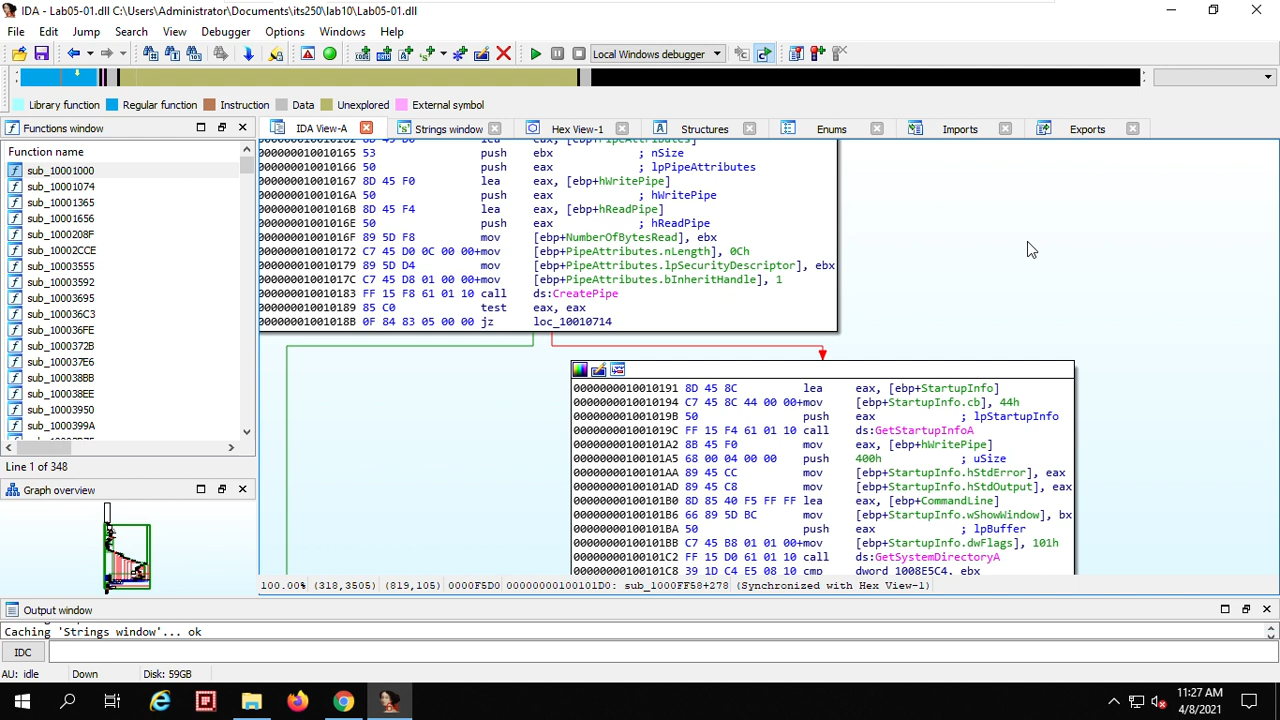 IDA - Lab05-01.dll C:\Users\Administrator\Documents\its250\lab10\Lab05-01.dll
File Edit Jump Search View Debugger Options Windows Help
Local Windows debugger
Library function Regular function Instruction Data Unexplored External symbol
Functions window
IDA View-A Strings window Hex View-1 Structures Enums Imports Exports
Function name
sub_10001000
sub_10001074
sub_10001365
sub_10001656
sub_1000208F
sub_10002CCE
sub_10003555
sub_10003592
sub_10003695
sub_100036C3
sub_100036FE
sub_1000372B
sub_100037E6
sub_100038BB
sub_100038EE
sub_10003950
sub_1000399A
Line 1 of 348
Graph overview
0000000010010165 53 push ebx ; nSize
0000000010010166 50 push eax ; lpPipeAttributes
0000000010010167 8D 45 F0 lea eax, [ebp+hWritePipe]
000000001001016A 50 push eax ; hWritePipe
000000001001016B 8D 45 F4 lea eax, [ebp+hReadPipe]
000000001001016E 50 push eax ; hReadPipe
000000001001016F 89 5D F8 mov [ebp+NumberOfBytesRead], ebx
0000000010010172 C7 45 D0 0C 00 00+mov [ebp+PipeAttributes.nLength], 0Ch
0000000010010179 89 5D D4 mov [ebp+PipeAttributes.lpSecurityDescriptor], ebx
000000001001017C C7 45 D8 01 00 00+mov [ebp+PipeAttributes.bInheritHandle], 1
0000000010010183 FF 15 F8 61 01 10 call ds:CreatePipe
0000000010010189 85 C0 test eax, eax
000000001001018B 0F 84 83 05 00 00 jz loc_10010714
0000000010010191 8D 45 8C lea eax, [ebp+StartupInfo]
0000000010010194 C7 45 8C 44 00 00+mov [ebp+StartupInfo.cb], 44h
000000001001019B 50 push eax ; lpStartupInfo
000000001001019C FF 15 F4 61 01 10 call ds:GetStartupInfoA
00000000100101A2 8B 45 F0 mov eax, [ebp+hWritePipe]
00000000100101A5 68 00 04 00 00 push 400h ; uSize
00000000100101AA 89 45 CC mov [ebp+StartupInfo.hStdError], eax
00000000100101AD 89 45 C8 mov [ebp+StartupInfo.hStdOutput], eax
00000000100101B0 8D 85 40 F5 FF FF lea eax, [ebp+CommandLine]
00000000100101B6 66 89 5D BC mov [ebp+StartupInfo.wShowWindow], bx
00000000100101BA 50 push eax ; lpBuffer
00000000100101BB C7 45 B8 01 01 00+mov [ebp+StartupInfo.dwFlags], 101h
00000000100101C2 FF 15 D0 61 01 10 call ds:GetSystemDirectoryA
00000000100101C8 39 1D C4 E5 08 10 cmp dword_1008E5C4, ebx
100.00% (318,3505) (819,105) 0000F5D0 00000000100101D0: sub_1000FF58+278 (Synchronized with Hex View-1)
Output window
Caching 'Strings window'... ok
IDC
AU: idle Down Disk: 59GB
11:27 AM
4/8/2021